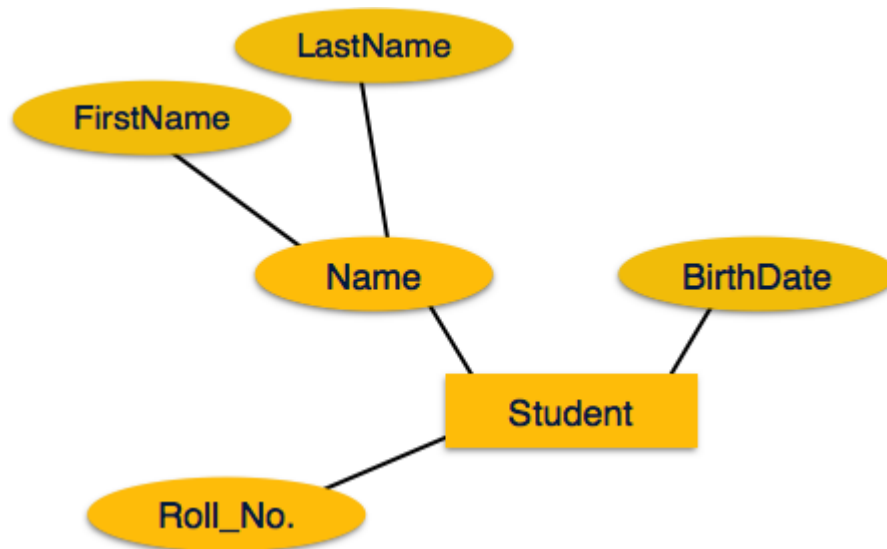 LastName
FirstName
Name
BirthDate
Student
Roll_No.